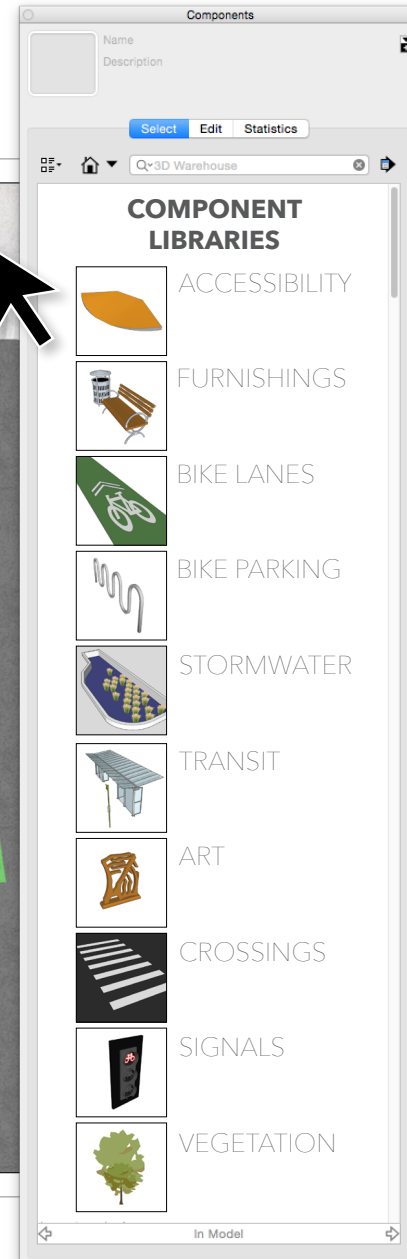 Components
Name
Description
Select Edit Statistics
3D Warehouse
COMPONENT
LIBRARIES
ACCESSIBILITY
FURNISHINGS
BIKE LANES
BIKE PARKING
STORMWATER
TRANSIT
ART
CROSSINGS
SIGNALS
VEGETATION
In Model